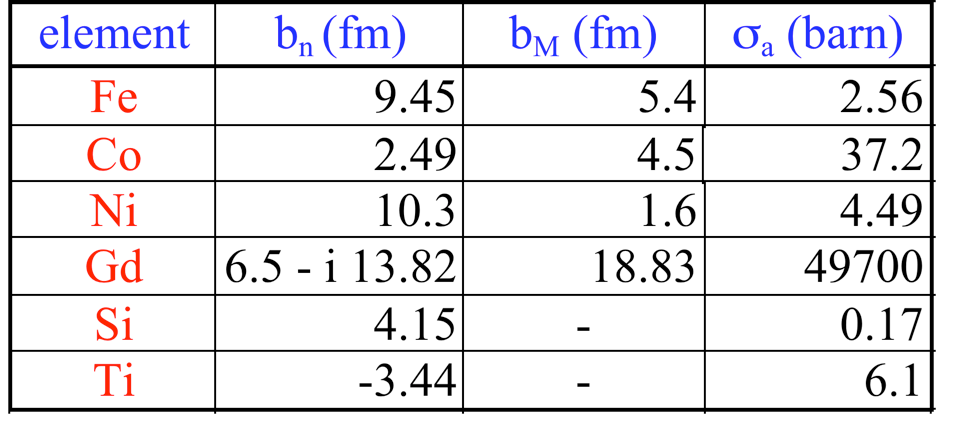 element bₙ (fm) b_M (fm) σₐ (barn)
Fe 9.45 5.4 2.56
Co 2.49 4.5 37.2
Ni 10.3 1.6 4.49
Gd 6.5 - i 13.82 18.83 49700
Si 4.15 - 0.17
Ti -3.44 - 6.1